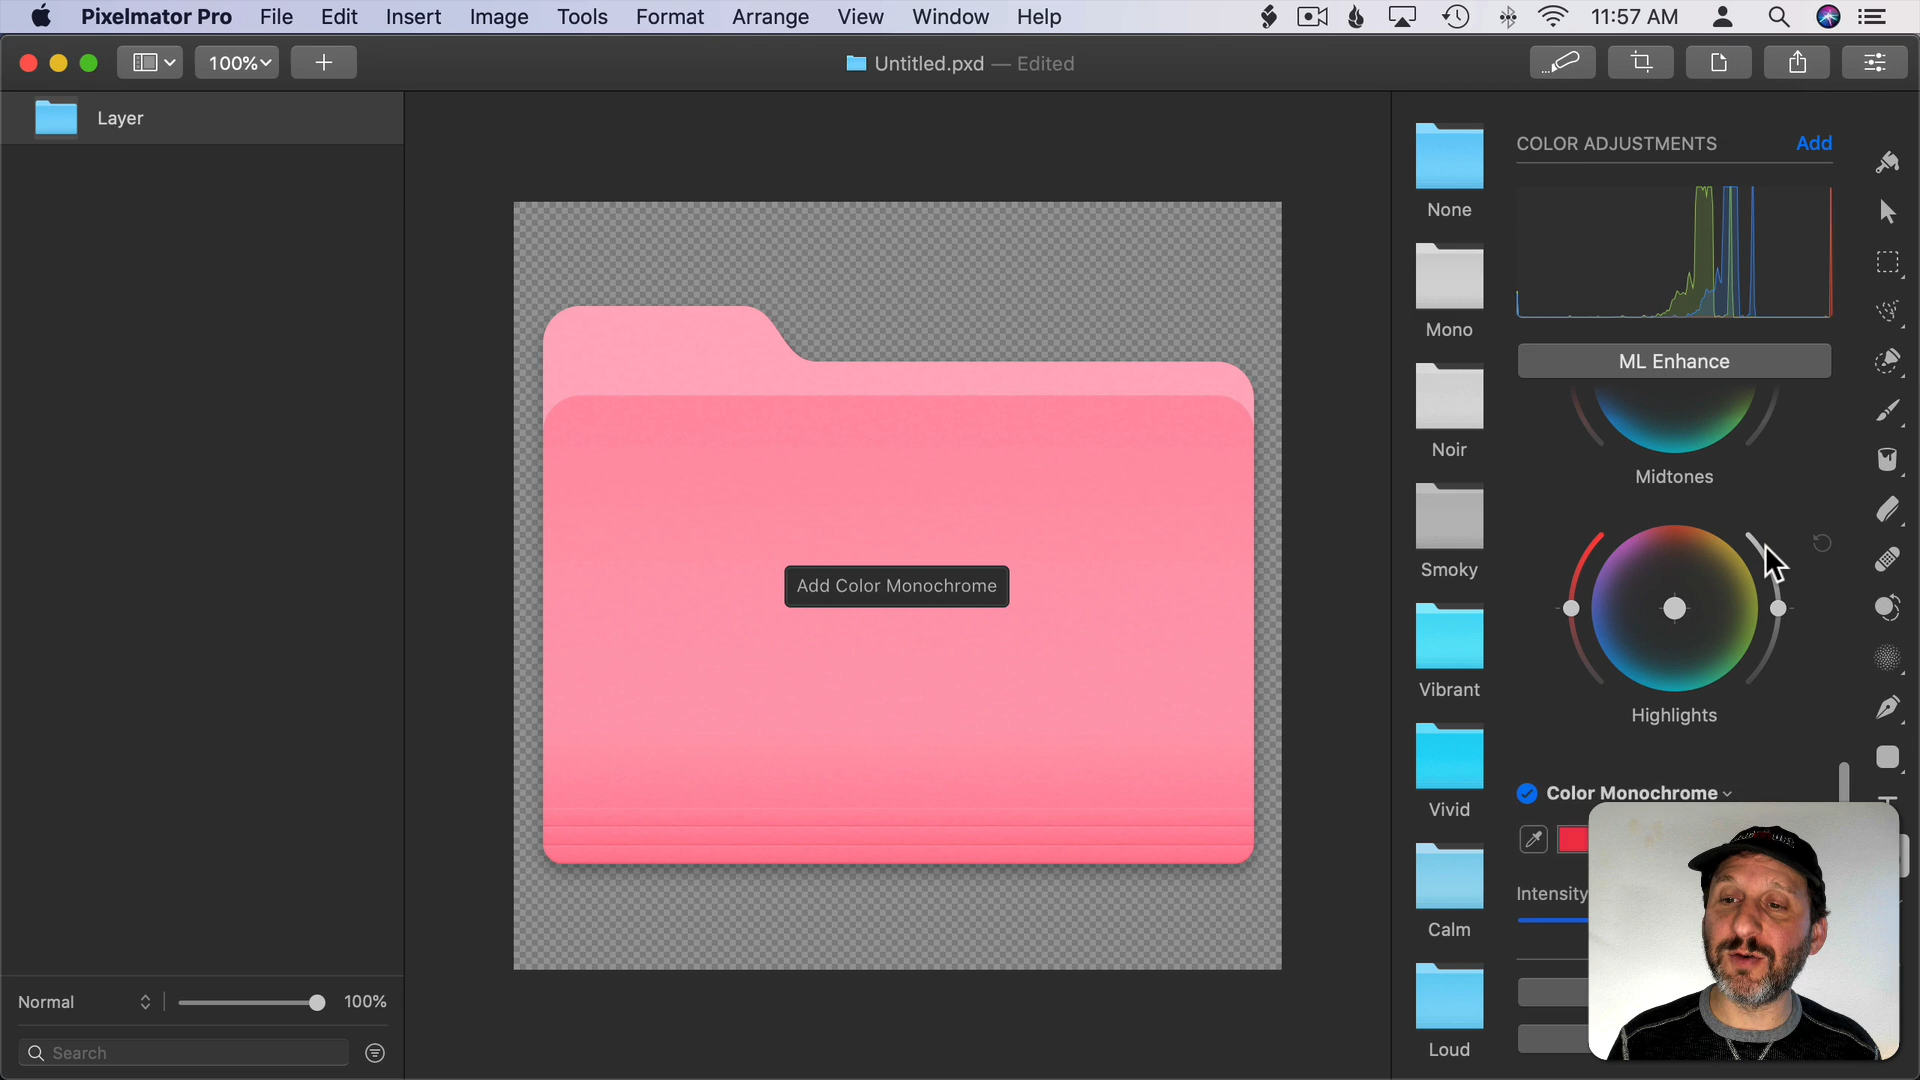 Pixelmator Pro File Edit Insert Image Tools Format Arrange View Window Help 11:57 AM
100% Untitled.pxd — Edited
Layer
None
Mono
Noir
Smoky
Vibrant
Vivid
Calm
Loud
COLOR ADJUSTMENTS Add
ML Enhance
Midtones
Highlights
Color Monochrome
Intensity
Add Color Monochrome
Normal 100%
Search